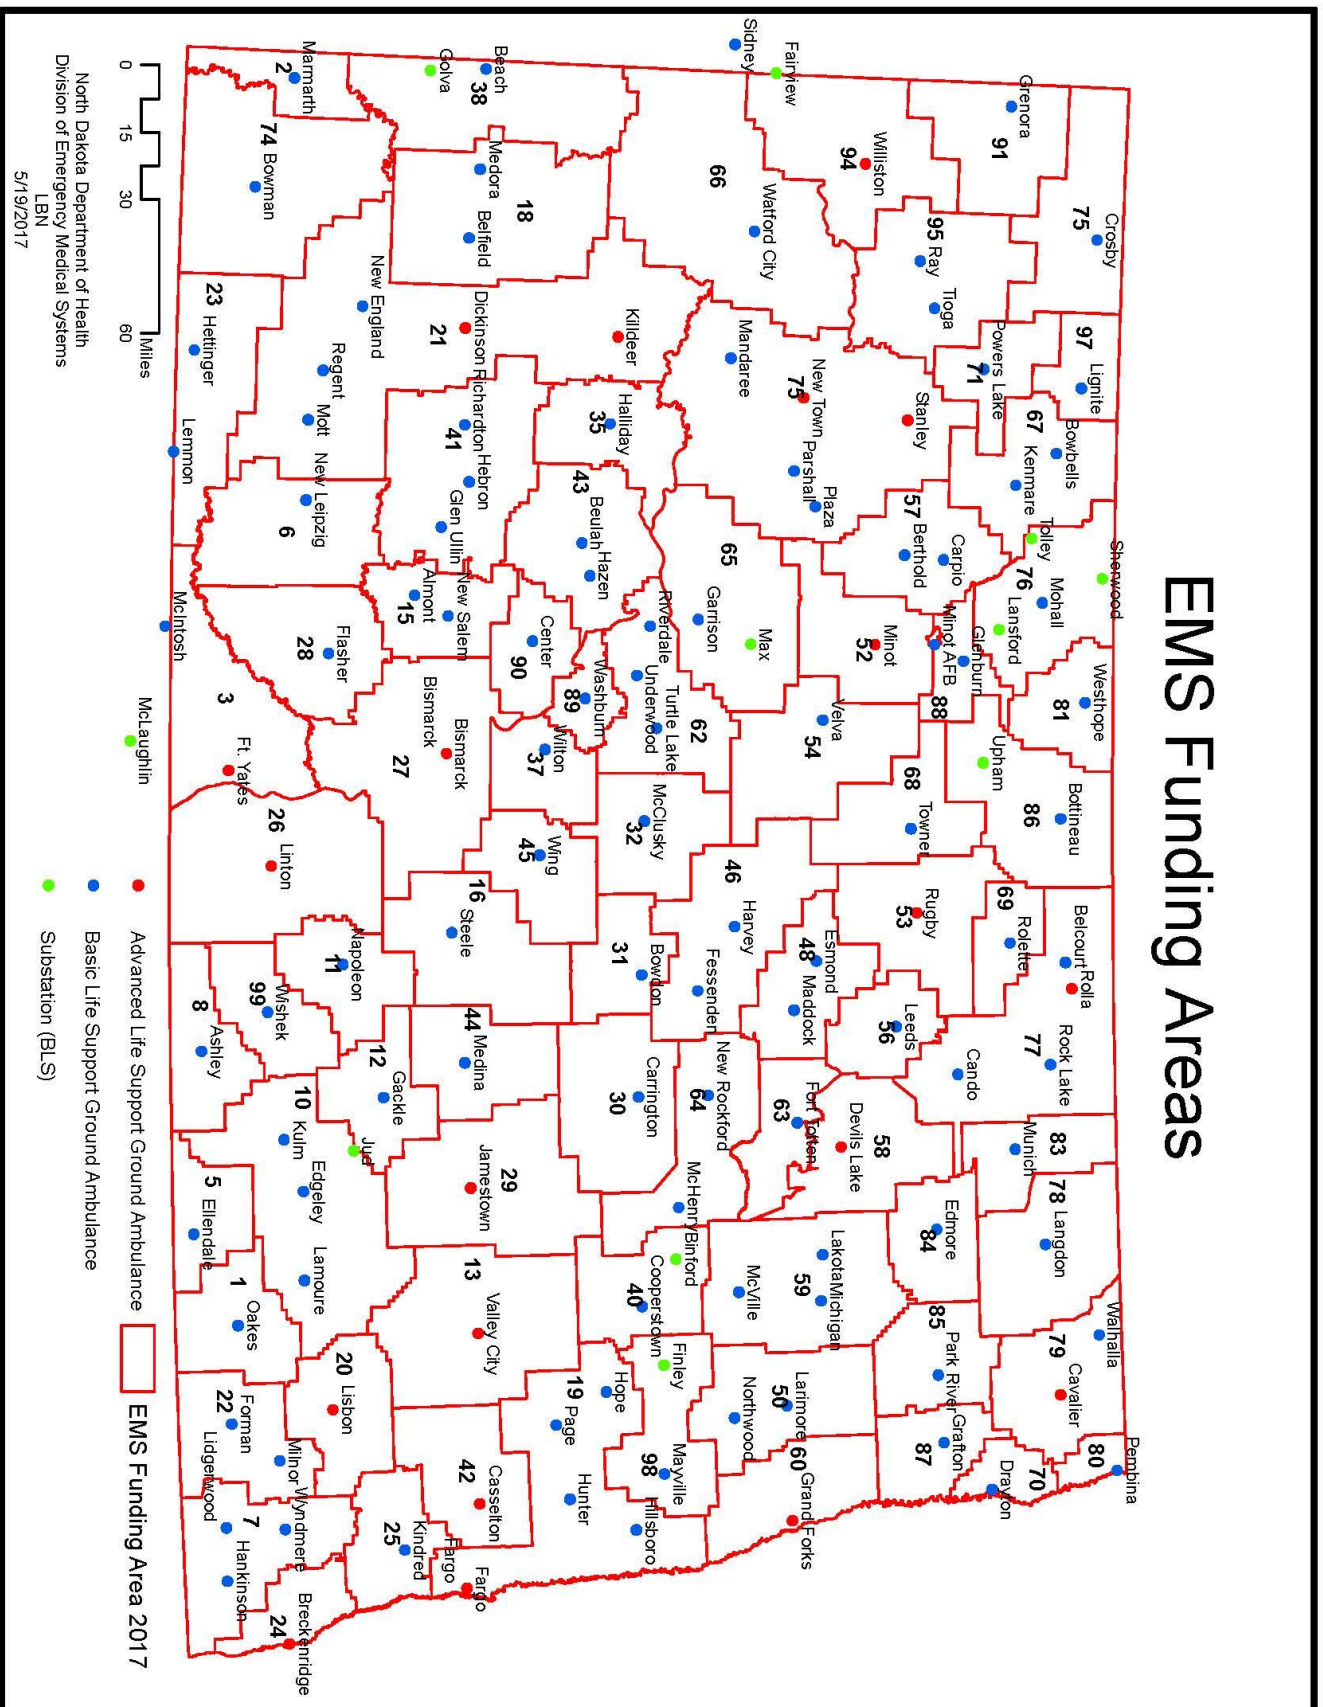 EMS Funding Areas
Sidney
Fairview
Grenora
91
Crosby
75
Williston
94
95
Ray
Tioga
97
Lignite
Powers Lake
71
67
Bowbells
Kenmare
Tolley
Sherwood
76
Mohall
Lansford
Glenburn
Minot AFB
88
Westhope
81
Upham
Bottineau
86
68
Towner
69
Rolette
Belcourt
Rolla
Rock Lake
77
Cando
Rugby
53
Leeds
56
83
Munich
78
Langdon
Edmore
84
Walhalla
79
Cavalier
Pembina
80
70
Drayton
85
Park River
Grafton
87
66
Watford City
Mandaree
New Town
75
Stanley
Parshall
Plaza
57
Berthold
Carpio
Minot
52
65
Garrison
Max
Velva
54
62
Riverdale
Underwood
Turtle Lake
McClusky
32
46
Harvey
Fessenden
Esmond
48
Maddock
31
Bowdon
New Rockford
64
Fort Totten
63
Devils Lake
58
Carrington
30
McHenry
Binford
Cooperstown
40
Lakota
Michigan
59
McVille
Finley
Larimore
50
Northwood
60
Grand Forks
Mayville
98
Hillsboro
Beach
38
Golva
Medora
Belfield
18
Killdeer
Dickinson
21
Halliday
35
Richardton
41
Hebron
Glen Ullin
43
Beulah
Hazen
Center
90
Washburn
89
Wilton
37
Wing
45
New Salem
Almont
15
Bismarck
Bismarck
27
16
Steele
44
Medina
29
Jamestown
13
Valley City
19
Hope
Page
Hunter
Casselton
42
Fargo
Fargo
Kindred
25
Marmarth
2
74
Bowman
New England
Regent
Mott
23
Hettinger
Lemmon
New Leipzig
6
Flasher
28
McIntosh
3
Ft. Yates
McLaughlin
26
Linton
Napoleon
11
Wishek
99
8
Ashley
12
Gackle
Jud
10
Kulm
Edgeley
Lamoure
5
Ellendale
1
Oakes
20
Lisbon
Forman
22
Milnor
Lidgerwood
7
Wyndmere
Hankinson
Breckenridge
24
0
15
30
60
Miles
North Dakota Department of Health
Division of Emergency Medical Systems
LBN
5/19/2017
Advanced Life Support Ground Ambulance
Basic Life Support Ground Ambulance
Substation (BLS)
EMS Funding Area 2017